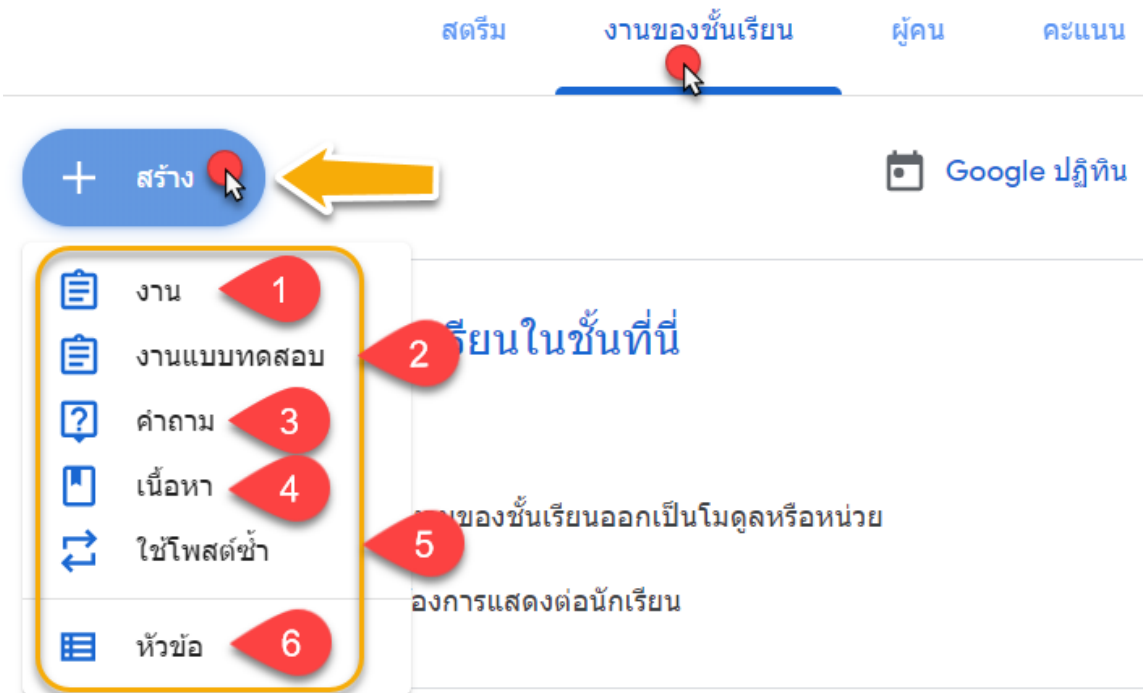 สตรีม งานของชั้นเรียน ผู้คน คะแนน
+ สร้าง Google ปฏิทิน
งาน 1
งานแบบทดสอบ 2 รียนในชั้นที่นี่
คำถาม 3
เนื้อหา 4
งานของชั้นเรียนออกเป็นโมดูลหรือหน่วย
ใช้โพสต์ซ้ำ 5
องการแสดงต่อนักเรียน
หัวข้อ 6